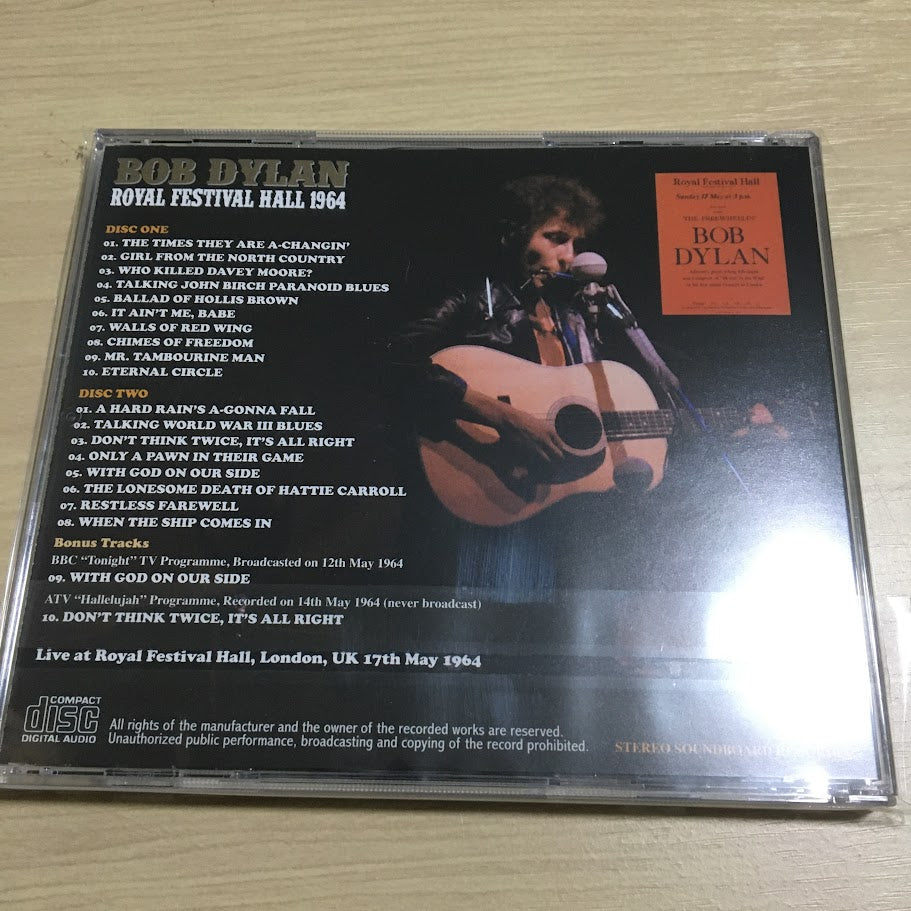 BOB DYLAN
ROYAL FESTIVAL HALL 1964
DISC ONE
01. THE TIMES THEY ARE A-CHANGIN'
02. GIRL FROM THE NORTH COUNTRY
03. WHO KILLED DAVEY MOORE?
04. TALKING JOHN BIRCH PARANOID BLUES
05. BALLAD OF HOLLIS BROWN
06. IT AIN'T ME, BABE
07. WALLS OF RED WING
08. CHIMES OF FREEDOM
09. MR. TAMBOURINE MAN
10. ETERNAL CIRCLE
DISC TWO
01. A HARD RAIN'S A-GONNA FALL
02. TALKING WORLD WAR III BLUES
03. DON'T THINK TWICE, IT'S ALL RIGHT
04. ONLY A PAWN IN THEIR GAME
05. WITH GOD ON OUR SIDE
06. THE LONESOME DEATH OF HATTIE CARROLL
07. RESTLESS FAREWELL
08. WHEN THE SHIP COMES IN
Bonus Tracks
BBC "Tonight" TV Programme, Broadcasted on 12th May 1964
09. WITH GOD ON OUR SIDE
ATV "Hallelujah" Programme, Recorded on 14th May 1964 (never broadcast)
10. DON'T THINK TWICE, IT'S ALL RIGHT
Live at Royal Festival Hall, London, UK 17th May 1964
COMPACT
disc
DIGITAL AUDIO
All rights of the manufacturer and the owner of the recorded works are reserved.
Unauthorized public performance, broadcasting and copying of the record prohibited.
STEREO SOUNDBOARD
Royal Festival Hall
Sunday 17 May at 3 p.m.
THE FREEWHEELIN'
BOB
DYLAN